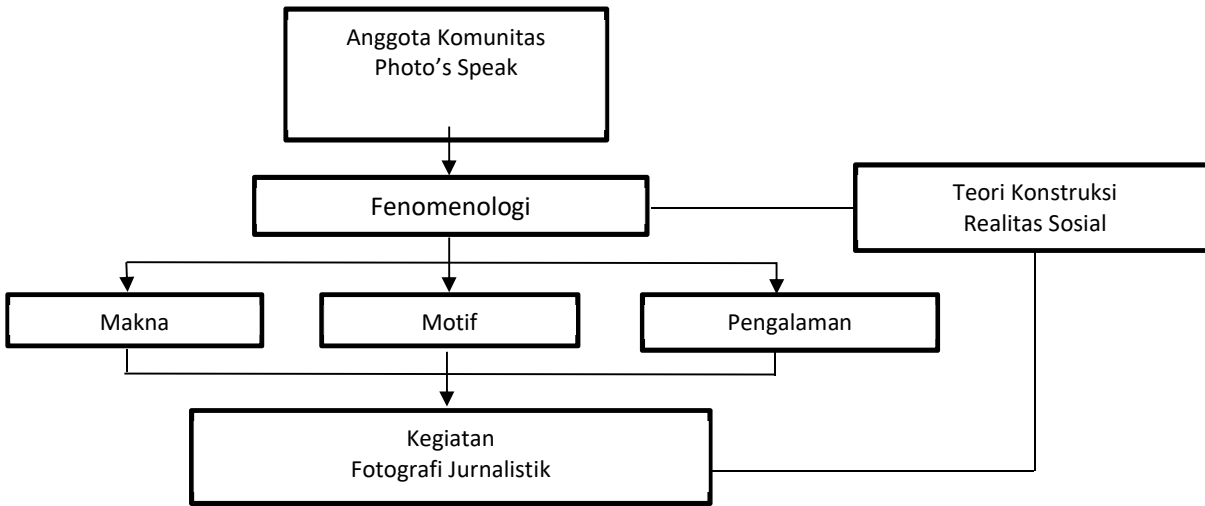 Anggota Komunitas
Photo’s Speak
Fenomenologi
Teori Konstruksi
Realitas Sosial
Makna
Motif
Pengalaman
Kegiatan
Fotografi Jurnalistik